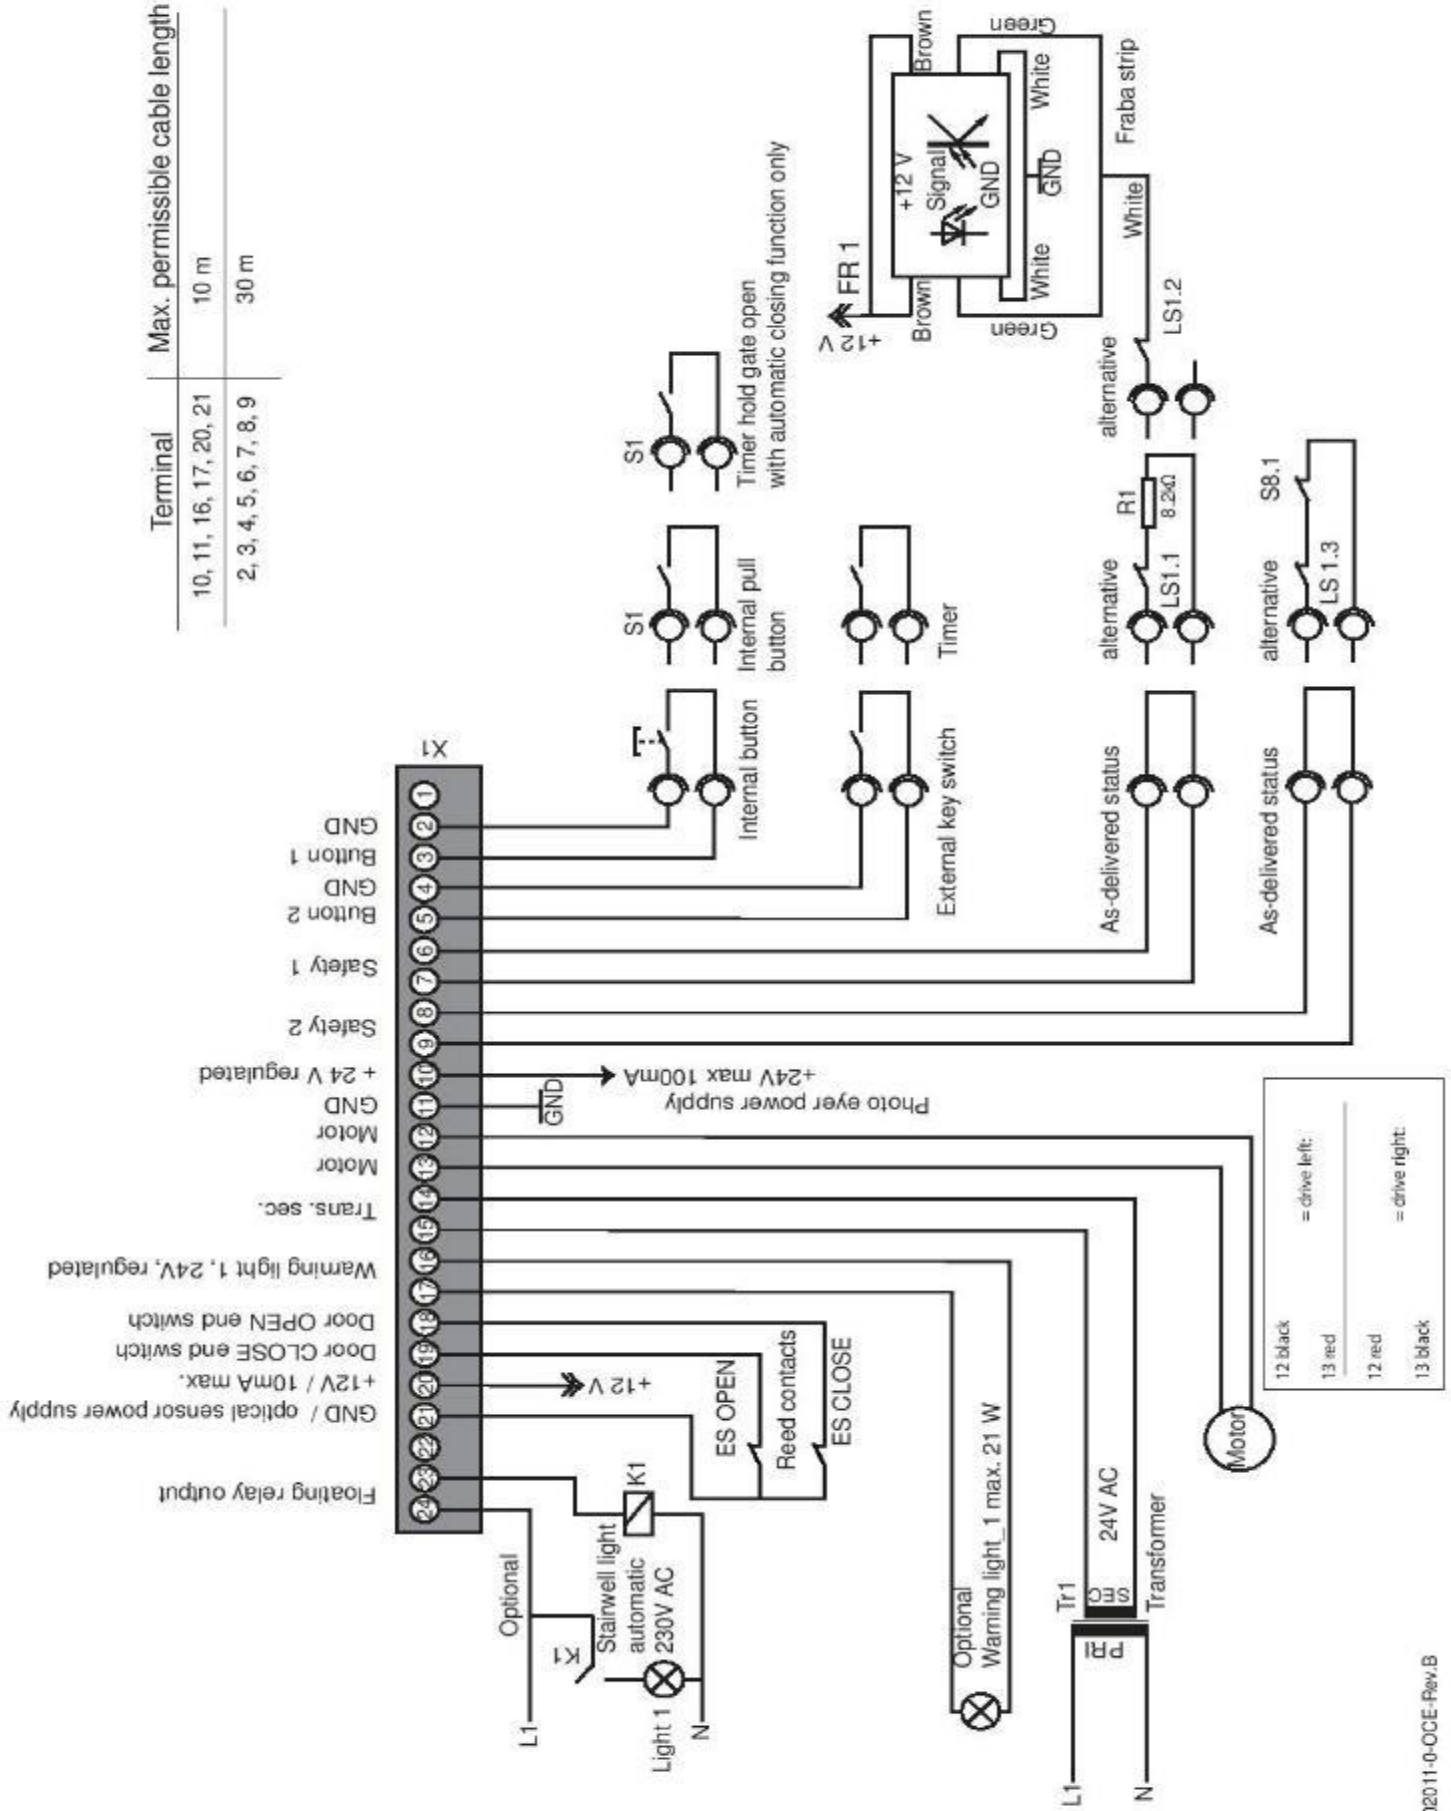 Terminal
Max. permissible cable length
10, 11, 16, 17, 20, 21
10 m
2, 3, 4, 5, 6, 7, 8, 9
30 m
X1
1
2
3
4
5
6
7
8
9
10
11
12
13
14
15
16
17
18
19
20
21
22
23
24
GND
Button 1
GND
Button 2
Safety 1
Safety 2
+ 24 V regulated
GND
Motor
Motor
Trans. sec.
Warning light 1, 24V, regulated
Door OPEN end switch
Door CLOSE end switch
+12V / 10mA max.
GND / optical sensor power supply
Floating relay output
Internal button
S1
Internal pull
button
S1
Timer hold gate open
with automatic closing function only
External key switch
Timer
As-delivered status
alternative
LS1.1
R1
8.2kΩ
alternative
LS1.2
White
Fraba strip
FR 1
+12 V
Brown
Brown
Green
Green
White
White
+12 V
Signal
GND
GND
As-delivered status
alternative
LS1.3
S8.1
GND
+24V max 100mA
Photo eyer power supply
+12 V
ES OPEN
Reed contacts
ES CLOSE
Optional
L1
K1
Stairwell light
automatic
230V AC
K1
Light 1
N
Optional
Warning light_1 max. 21 W
Tr1
SEC
PRI
24V AC
Transformer
L1
N
Motor
12 black
= drive left:
13 red
12 red
= drive right:
13 black
02011-0-OCE-Rev.B